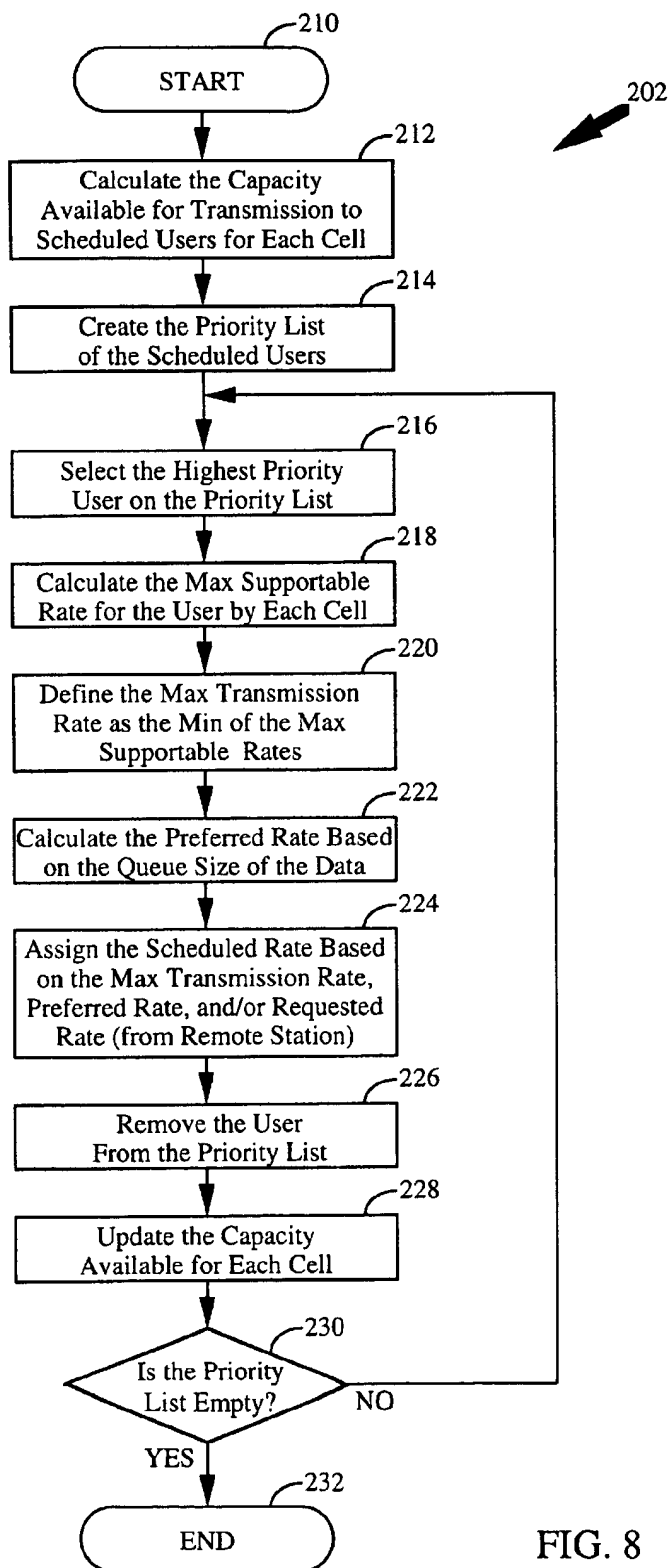 210
START
202
212
Calculate the Capacity
Available for Transmission to
Scheduled Users for Each Cell
214
Create the Priority List
of the Scheduled Users
216
Select the Highest Priority
User on the Priority List
218
Calculate the Max Supportable
Rate for the User by Each Cell
220
Define the Max Transmission
Rate as the Min of the Max
Supportable Rates
222
Calculate the Preferred Rate Based
on the Queue Size of the Data
224
Assign the Scheduled Rate Based
on the Max Transmission Rate,
Preferred Rate, and/or Requested
Rate (from Remote Station)
226
Remove the User
From the Priority List
228
Update the Capacity
Available for Each Cell
230
Is the Priority
List Empty?
NO
YES
232
END
FIG. 8